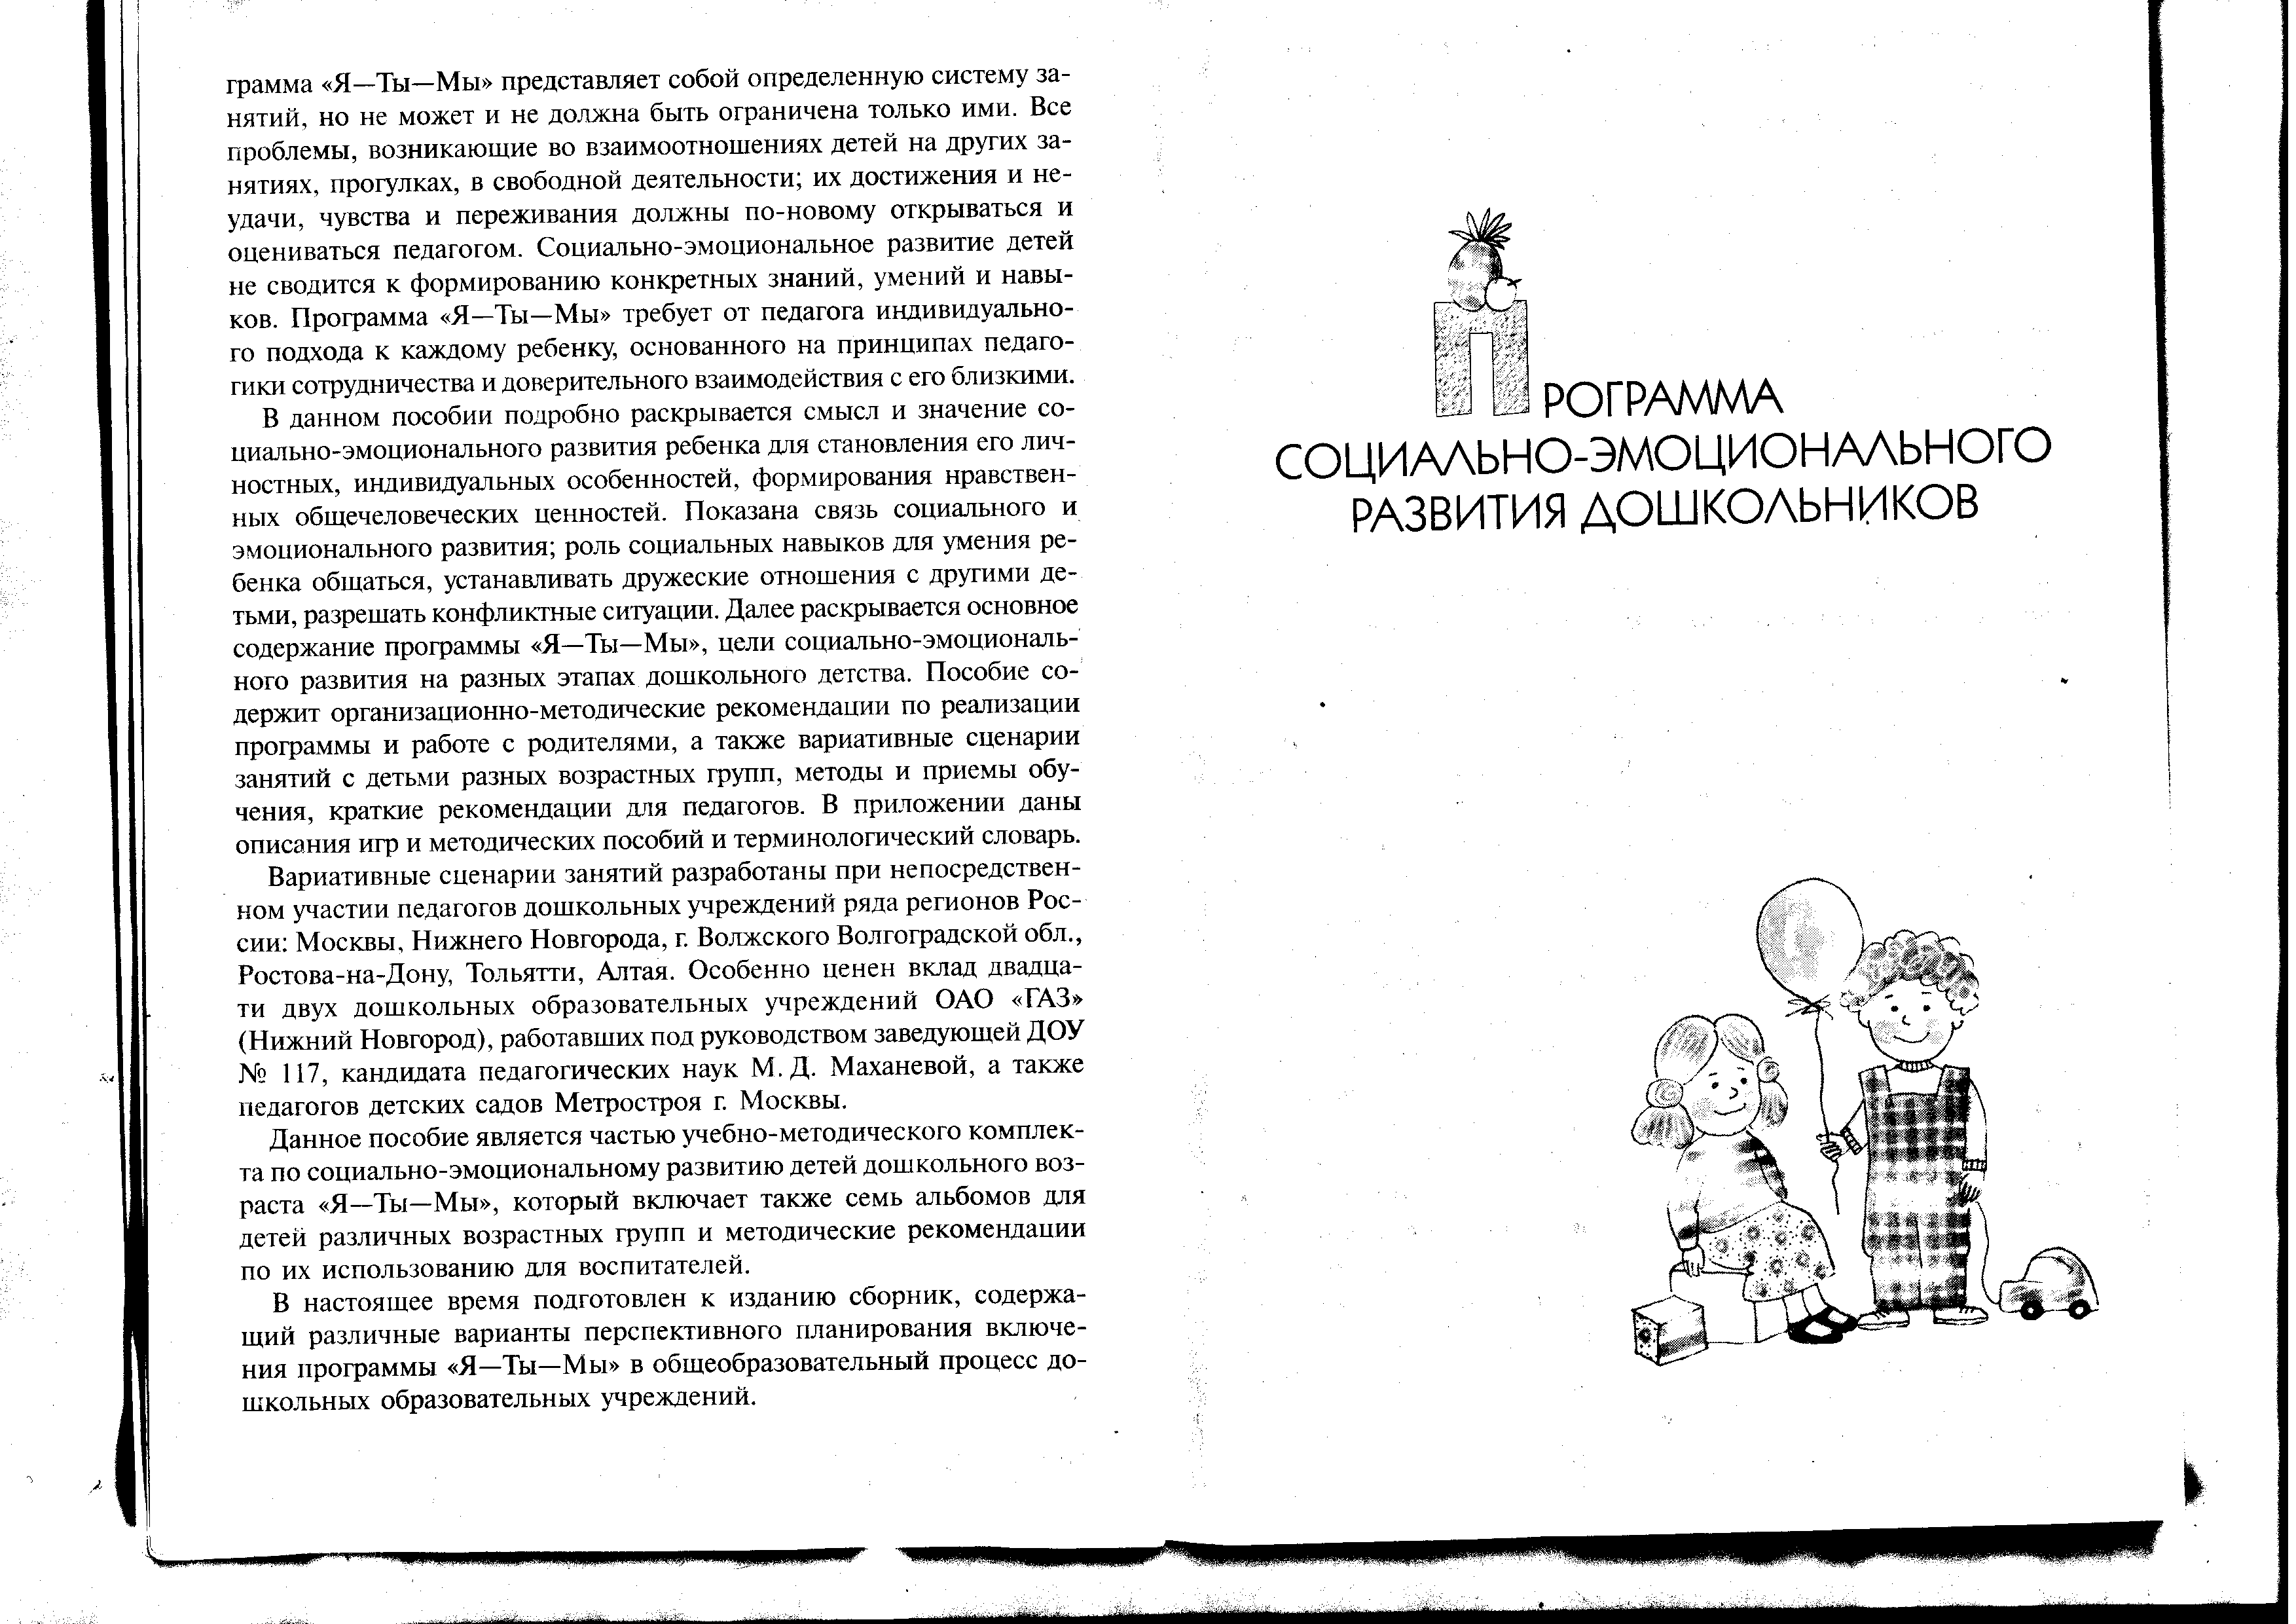 грамма «Я—Ты—Мы» представляет собой определенную систему за-
нятий, но не может и не должна быть ограничена только ими. Все
проблемы, возникающие во взаимоотношениях детей на других за-
нятиях, прогулках, в свободной деятельности; их достижения и не-
удачи, чувства и переживания должны по-новому открываться и
оцениваться педагогом. Социально-эмоциональное развитие детей
не сводится к формированию конкретных знаний, умений и навы-
ков. Программа «Я—Ты—Мы» требует от педагога индивидуально-
го подхода к каждому ребенку, основанного на принципах педаго-
гики сотрудничества и доверительного взаимодействия с его близкими.
В данном пособии подробно раскрывается смысл и значение со-
циально-эмоционального развития ребенка для становления его лич-
ностных, индивидуальных особенностей, формирования нравствен-
ных общечеловеческих ценностей. Показана связь социального и
эмоционального развития; роль социальных навыков для умения ре-
бенка общаться, устанавливать дружеские отношения с другими де-
тьми, разрешать конфликтные ситуации. Далее раскрывается основное
содержание программы «Я—Ты—Мы», цели социально-эмоциональ-
ного развития на разных этапах дошкольного детства. Пособие со-
держит организационно-методические рекомендации по реализации
программы и работе с родителями, а также вариативные сценарии
занятий с детьми разных возрастных групп, методы и приемы обу-
чения, краткие рекомендации для педагогов. В приложении даны
описания игр и методических пособий и терминологический словарь.
Вариативные сценарии занятий разработаны при непосредствен-
ном участии педагогов дошкольных учреждений ряда регионов Рос-
сии: Москвы, Нижнего Новгорода, г. Волжского Волгоградской обл.,
Ростова-на-Дону, Тольятти, Алтая. Особенно ценен вклад двадца-
ти двух дошкольных образовательных учреждений ОАО «ГАЗ»
(Нижний Новгород), работавших под руководством заведующей ДОУ
№ 117, кандидата педагогических наук М. Д. Маханевой, а также
педагогов детских садов Метростроя г. Москвы.
Данное пособие является частью учебно-методического комплек-
та по социально-эмоциональному развитию детей дошкольного воз-
раста «Я—Ты—Мы», который включает также семь альбомов для
детей различных возрастных групп и методические рекомендации
по их использованию для воспитателей.
В настоящее время подготовлен к изданию сборник, содержа-
щий различные варианты перспективного планирования включе-
ния программы «Я—Ты—Мы» в общеобразовательный процесс до-
школьных образовательных учреждений.
ПРОГРАММА
СОЦИАЛЬНО-ЭМОЦИОНАЛЬНОГО
РАЗВИТИЯ ДОШКОЛЬНИКОВ